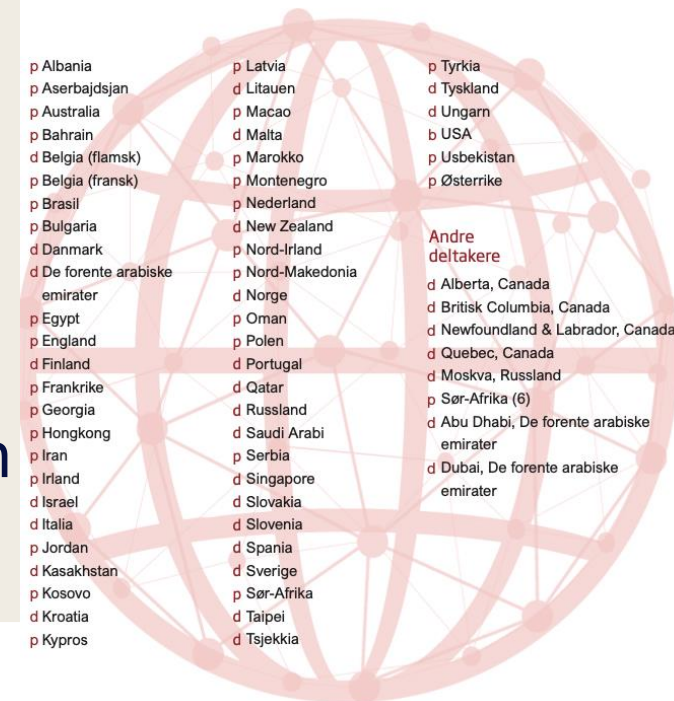 p Albania
p Aserbajdsjan
p Australia
p Bahrain
d Belgia (flamsk)
p Belgia (fransk)
p Brasil
p Bulgaria
d Danmark
d De forente arabiske
emirater
p Egypt
p England
d Finland
p Frankrike
p Georgia
p Hongkong
p Iran
p Irland
d Israel
d Italia
p Jordan
d Kasakhstan
p Kosovo
d Kroatia
p Kypros
p Latvia
d Litauen
p Macao
d Malta
p Marokko
p Montenegro
p Nederland
d New Zealand
p Nord-Irland
p Nord-Makedonia
d Norge
p Oman
p Polen
d Portugal
d Qatar
d Russland
d Saudi Arabi
p Serbia
d Singapore
d Slovakia
d Slovenia
d Spania
d Sverige
p Sør-Afrika
d Taipei
d Tsjekkia
p Tyrkia
d Tyskland
d Ungarn
b USA
p Usbekistan
p Østerrike
Andre
deltakere
d Alberta, Canada
d Britisk Columbia, Canada
d Newfoundland & Labrador, Canada
d Quebec, Canada
d Moskva, Russland
p Sør-Afrika (6)
d Abu Dhabi, De forente arabiske
emirater
d Dubai, De forente arabiske
emirater